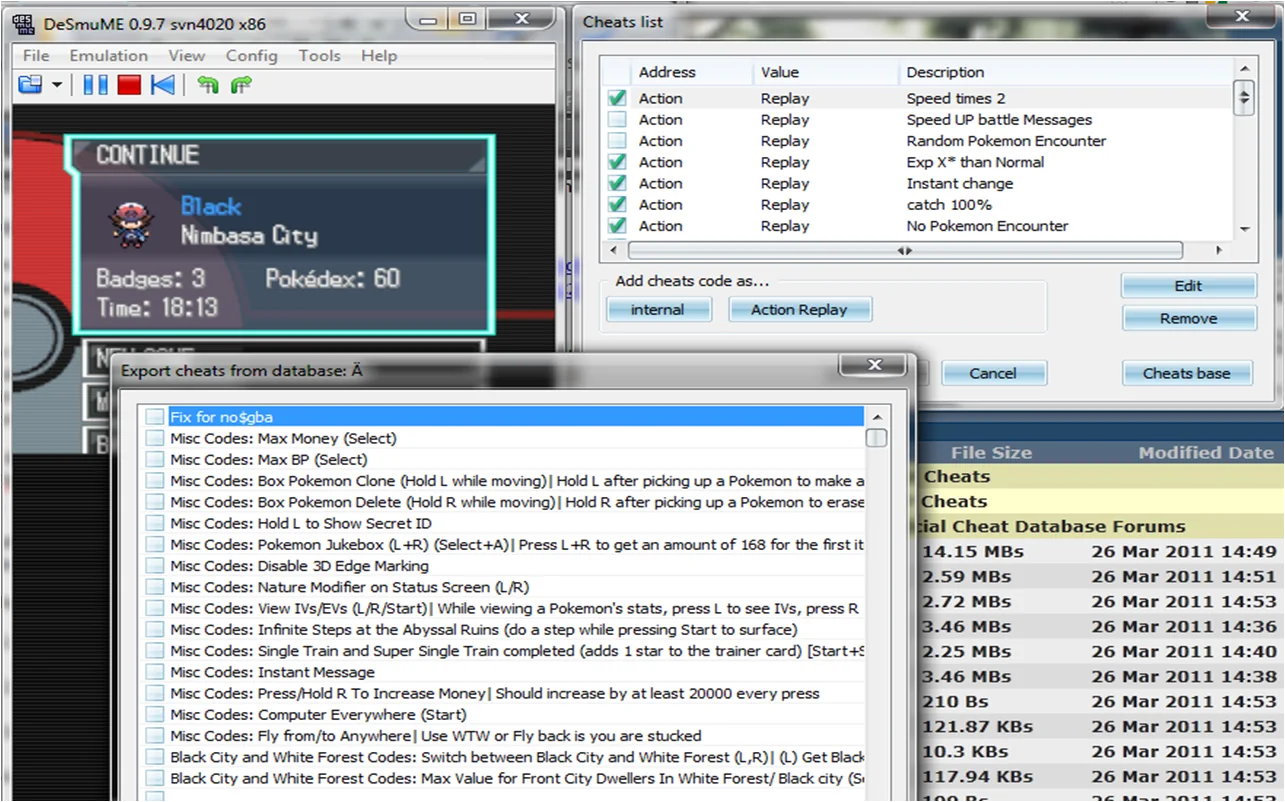 DeSmuME 0.9.7 svn4020 x86
File Emulation View Config Tools Help
CONTINUE
Black
Nimbasa City
Badges: 3 Pokédex: 60
Time: 18:13
Cheats list
Address Value Description
Action Replay Speed times 2
Action Replay Speed UP battle Messages
Action Replay Random Pokemon Encounter
Action Replay Exp X* than Normal
Action Replay Instant change
Action Replay catch 100%
Action Replay No Pokemon Encounter
Add cheats code as...
internal Action Replay
Edit
Remove
Cancel Cheats base
Export cheats from database: Ä
Fix for no$gba
Misc Codes: Max Money (Select)
Misc Codes: Max BP (Select)
Misc Codes: Box Pokemon Clone (Hold L while moving)| Hold L after picking up a Pokemon to make a
Misc Codes: Box Pokemon Delete (Hold R while moving)| Hold R after picking up a Pokemon to erase
Misc Codes: Hold L to Show Secret ID
Misc Codes: Pokemon Jukebox (L+R) (Select+A)| Press L+R to get an amount of 168 for the first it
Misc Codes: Disable 3D Edge Marking
Misc Codes: Nature Modifier on Status Screen (L/R)
Misc Codes: View IVs/EVs (L/R/Start)| While viewing a Pokemon's stats, press L to see IVs, press R
Misc Codes: Infinite Steps at the Abyssal Ruins (do a step while pressing Start to surface)
Misc Codes: Single Train and Super Single Train completed (adds 1 star to the trainer card) [Start+S
Misc Codes: Instant Message
Misc Codes: Press/Hold R To Increase Money| Should increase by at least 20000 every press
Misc Codes: Computer Everywhere (Start)
Misc Codes: Fly from/to Anywhere| Use WTW or Fly back is you are stucked
Black City and White Forest Codes: Switch between Black City and White Forest (L,R)| (L) Get Black
Black City and White Forest Codes: Max Value for Front City Dwellers In White Forest/ Black city (Se
File Size Modified Date
Cheats
Cheats
cial Cheat Database Forums
14.15 MBs 26 Mar 2011 14:49
2.59 MBs 26 Mar 2011 14:51
2.72 MBs 26 Mar 2011 14:53
3.46 MBs 26 Mar 2011 14:36
2.25 MBs 26 Mar 2011 14:40
3.46 MBs 26 Mar 2011 14:38
210 Bs 26 Mar 2011 14:53
121.87 KBs 26 Mar 2011 14:53
10.3 KBs 26 Mar 2011 14:53
117.94 KBs 26 Mar 2011 14:53